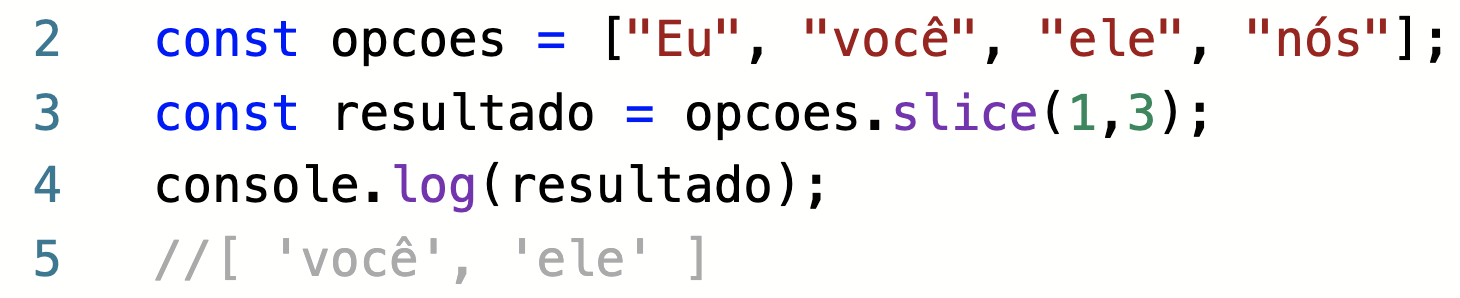 2 const opcoes = ["Eu", "você", "ele", "nós"];
3 const resultado = opcoes.slice(1,3);
4 console.log(resultado);
5 //[ 'você', 'ele' ]